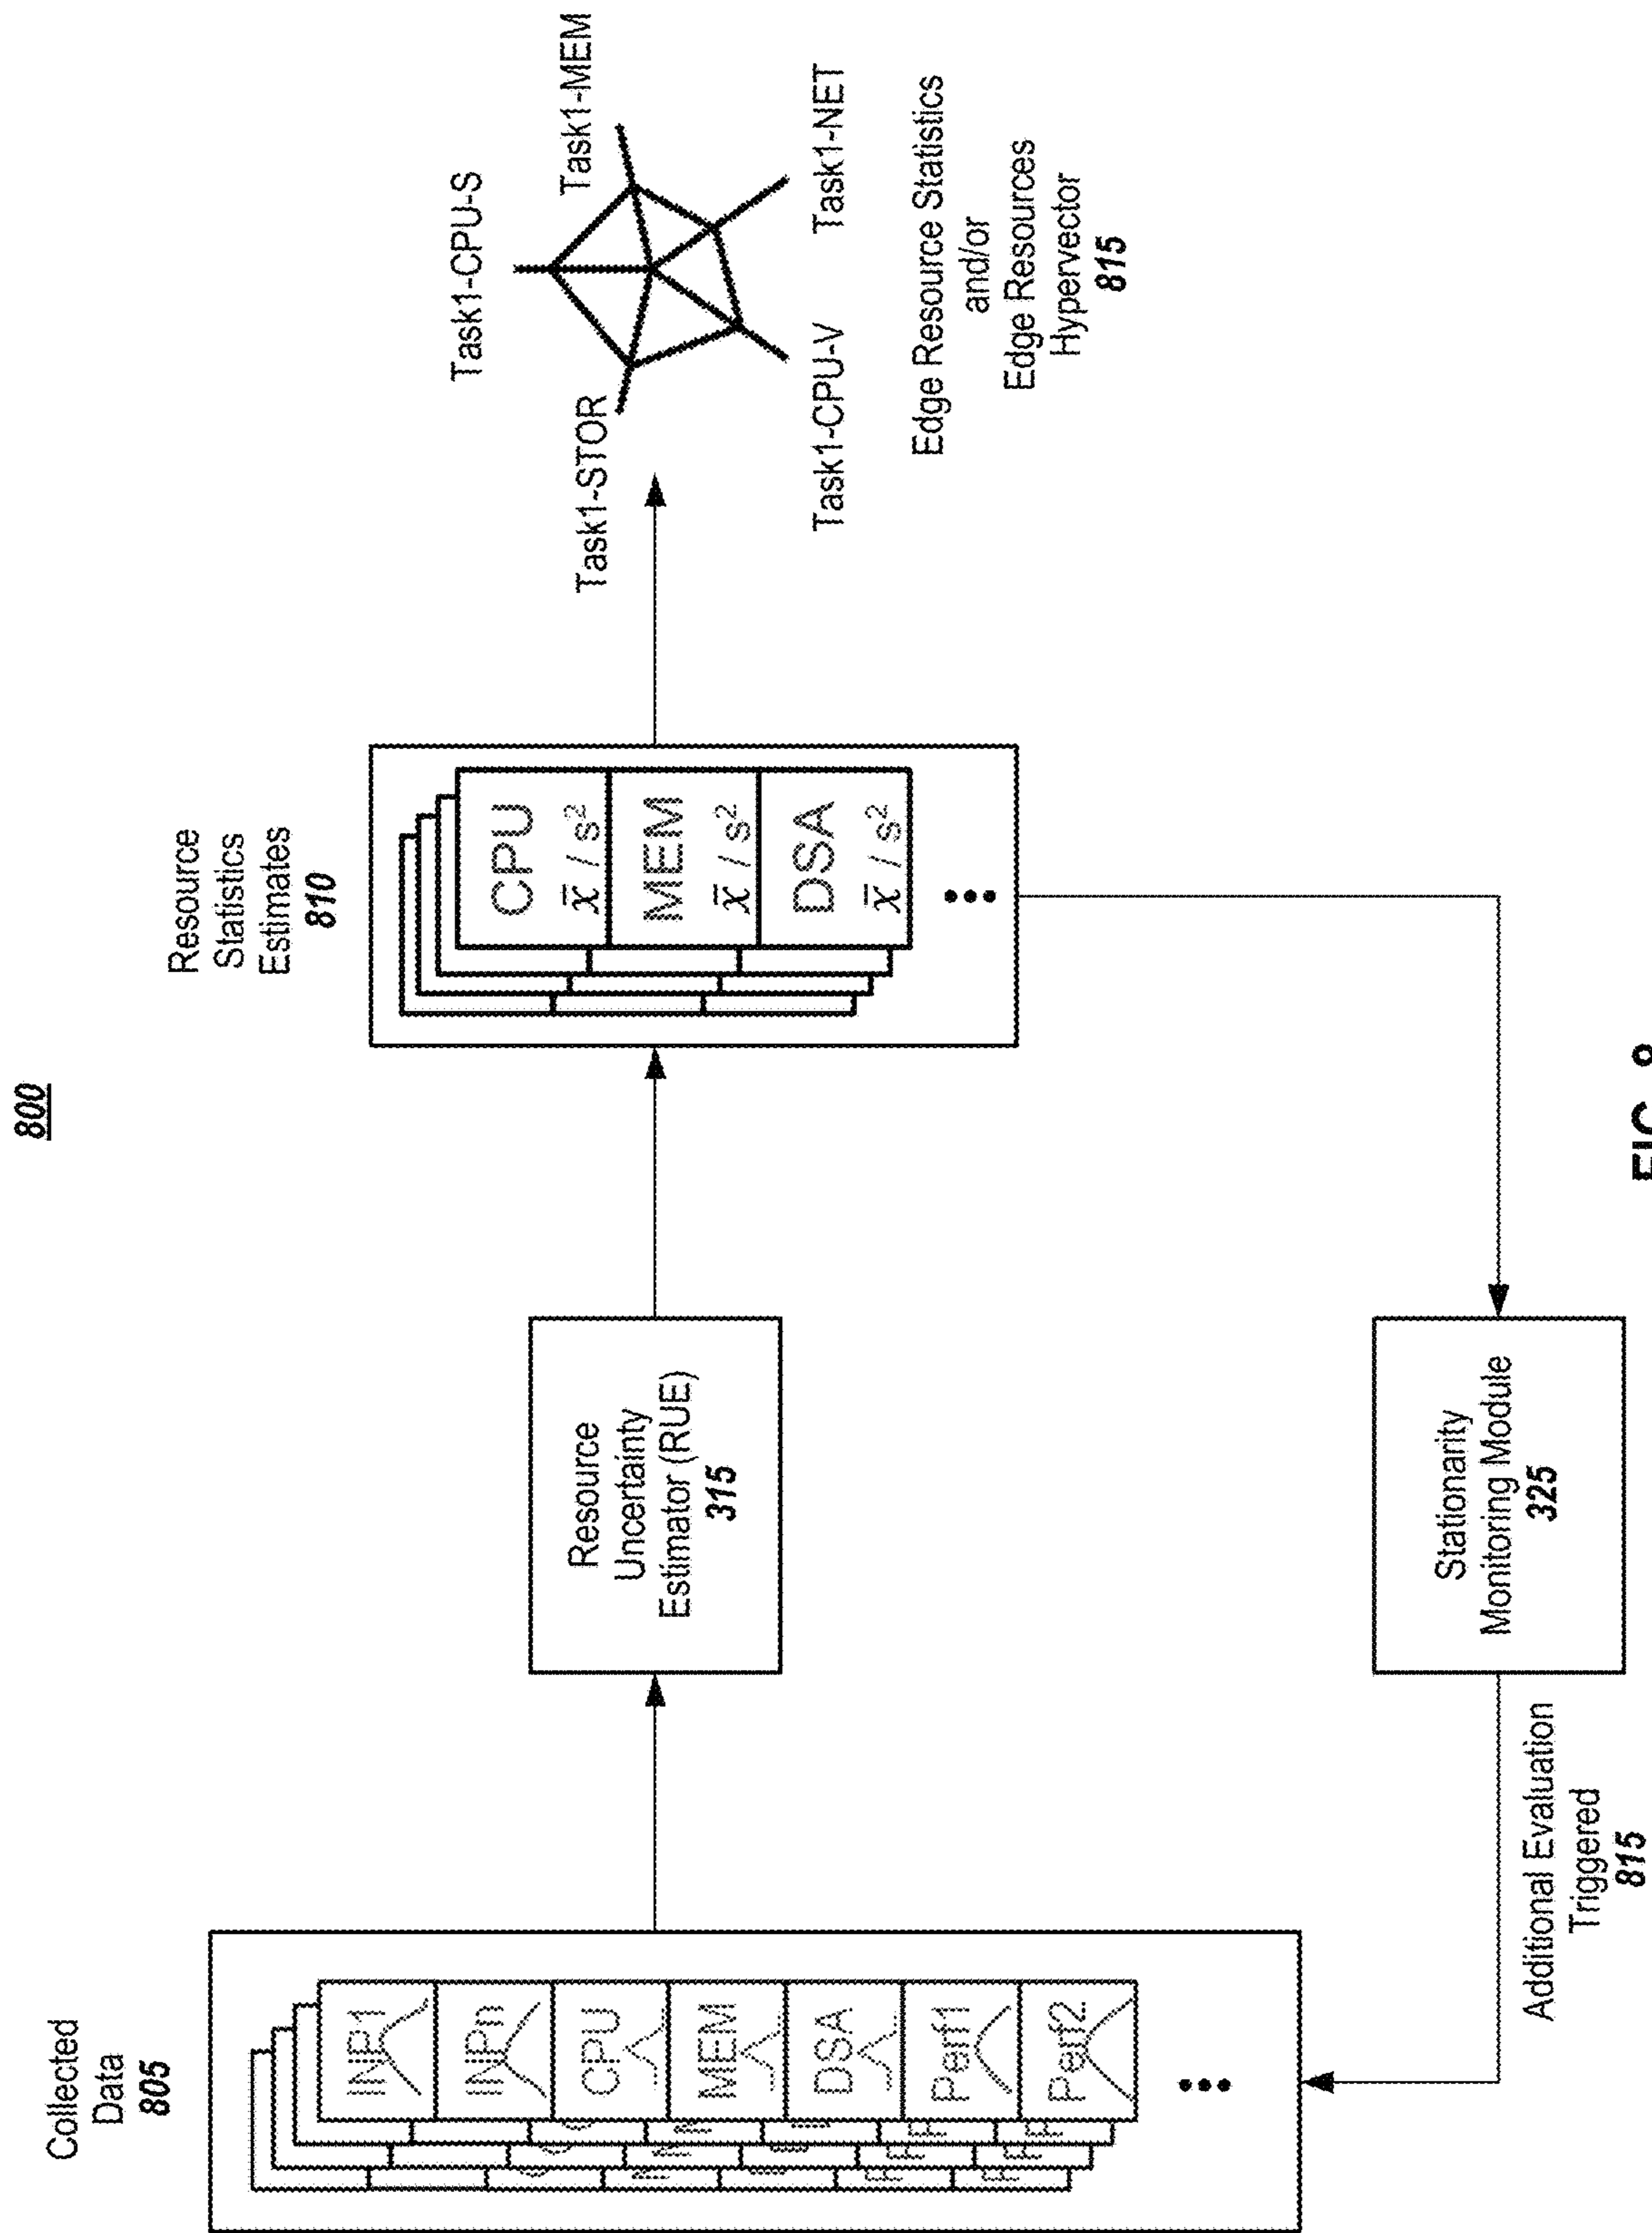 800
Collected
Data
805
INP1
INPn
CPU
MEM
DSA
Perf1
Perf2
Resource
Uncertainty
Estimator (RUE)
315
Resource
Statistics
Estimates
810
CPU
x̄ / s²
MEM
x̄ / s²
DSA
x̄ / s²
Task1-CPU-S
Task1-MEM
Task1-STOR
Task1-CPU-V
Task1-NET
Edge Resource Statistics
and/or
Edge Resources
Hypervector
815
Stationarity
Monitoring Module
325
Additional Evaluation
Triggered
815